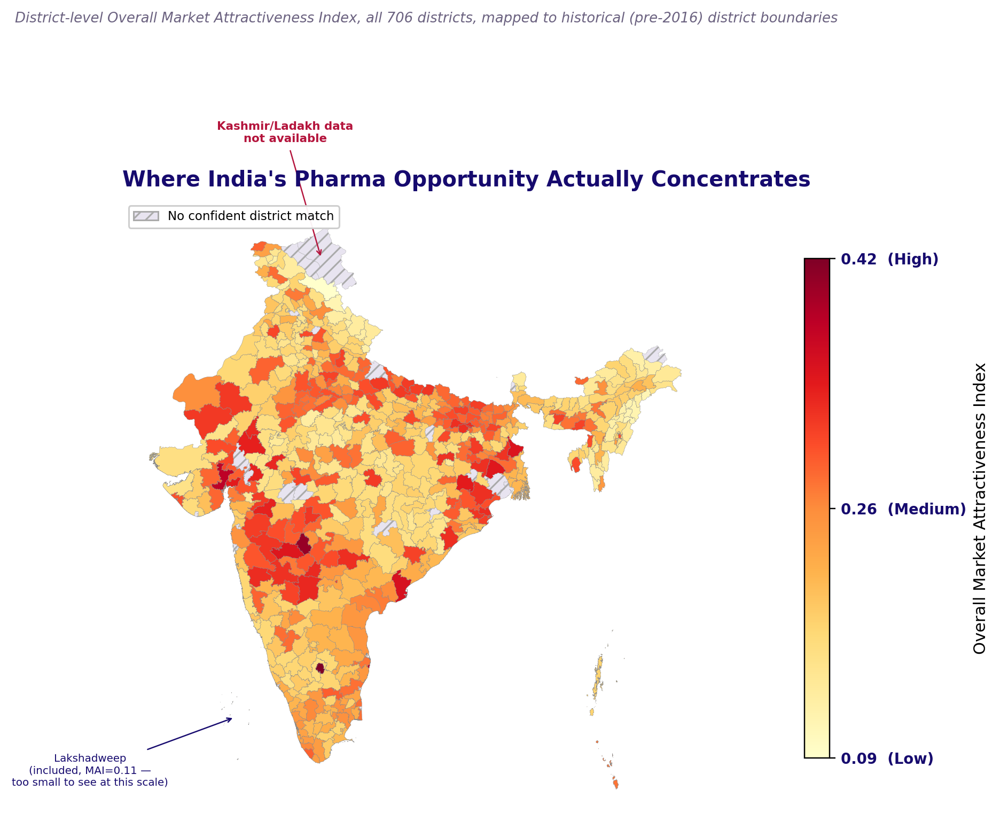 District-level Overall Market Attractiveness Index, all 706 districts, mapped to historical (pre-2016) district boundaries
Kashmir/Ladakh data
not available
Where India's Pharma Opportunity Actually Concentrates
No confident district match
0.42  (High)
0.26  (Medium)
0.09  (Low)
Overall Market Attractiveness Index
Lakshadweep
(included, MAI=0.11 —
too small to see at this scale)